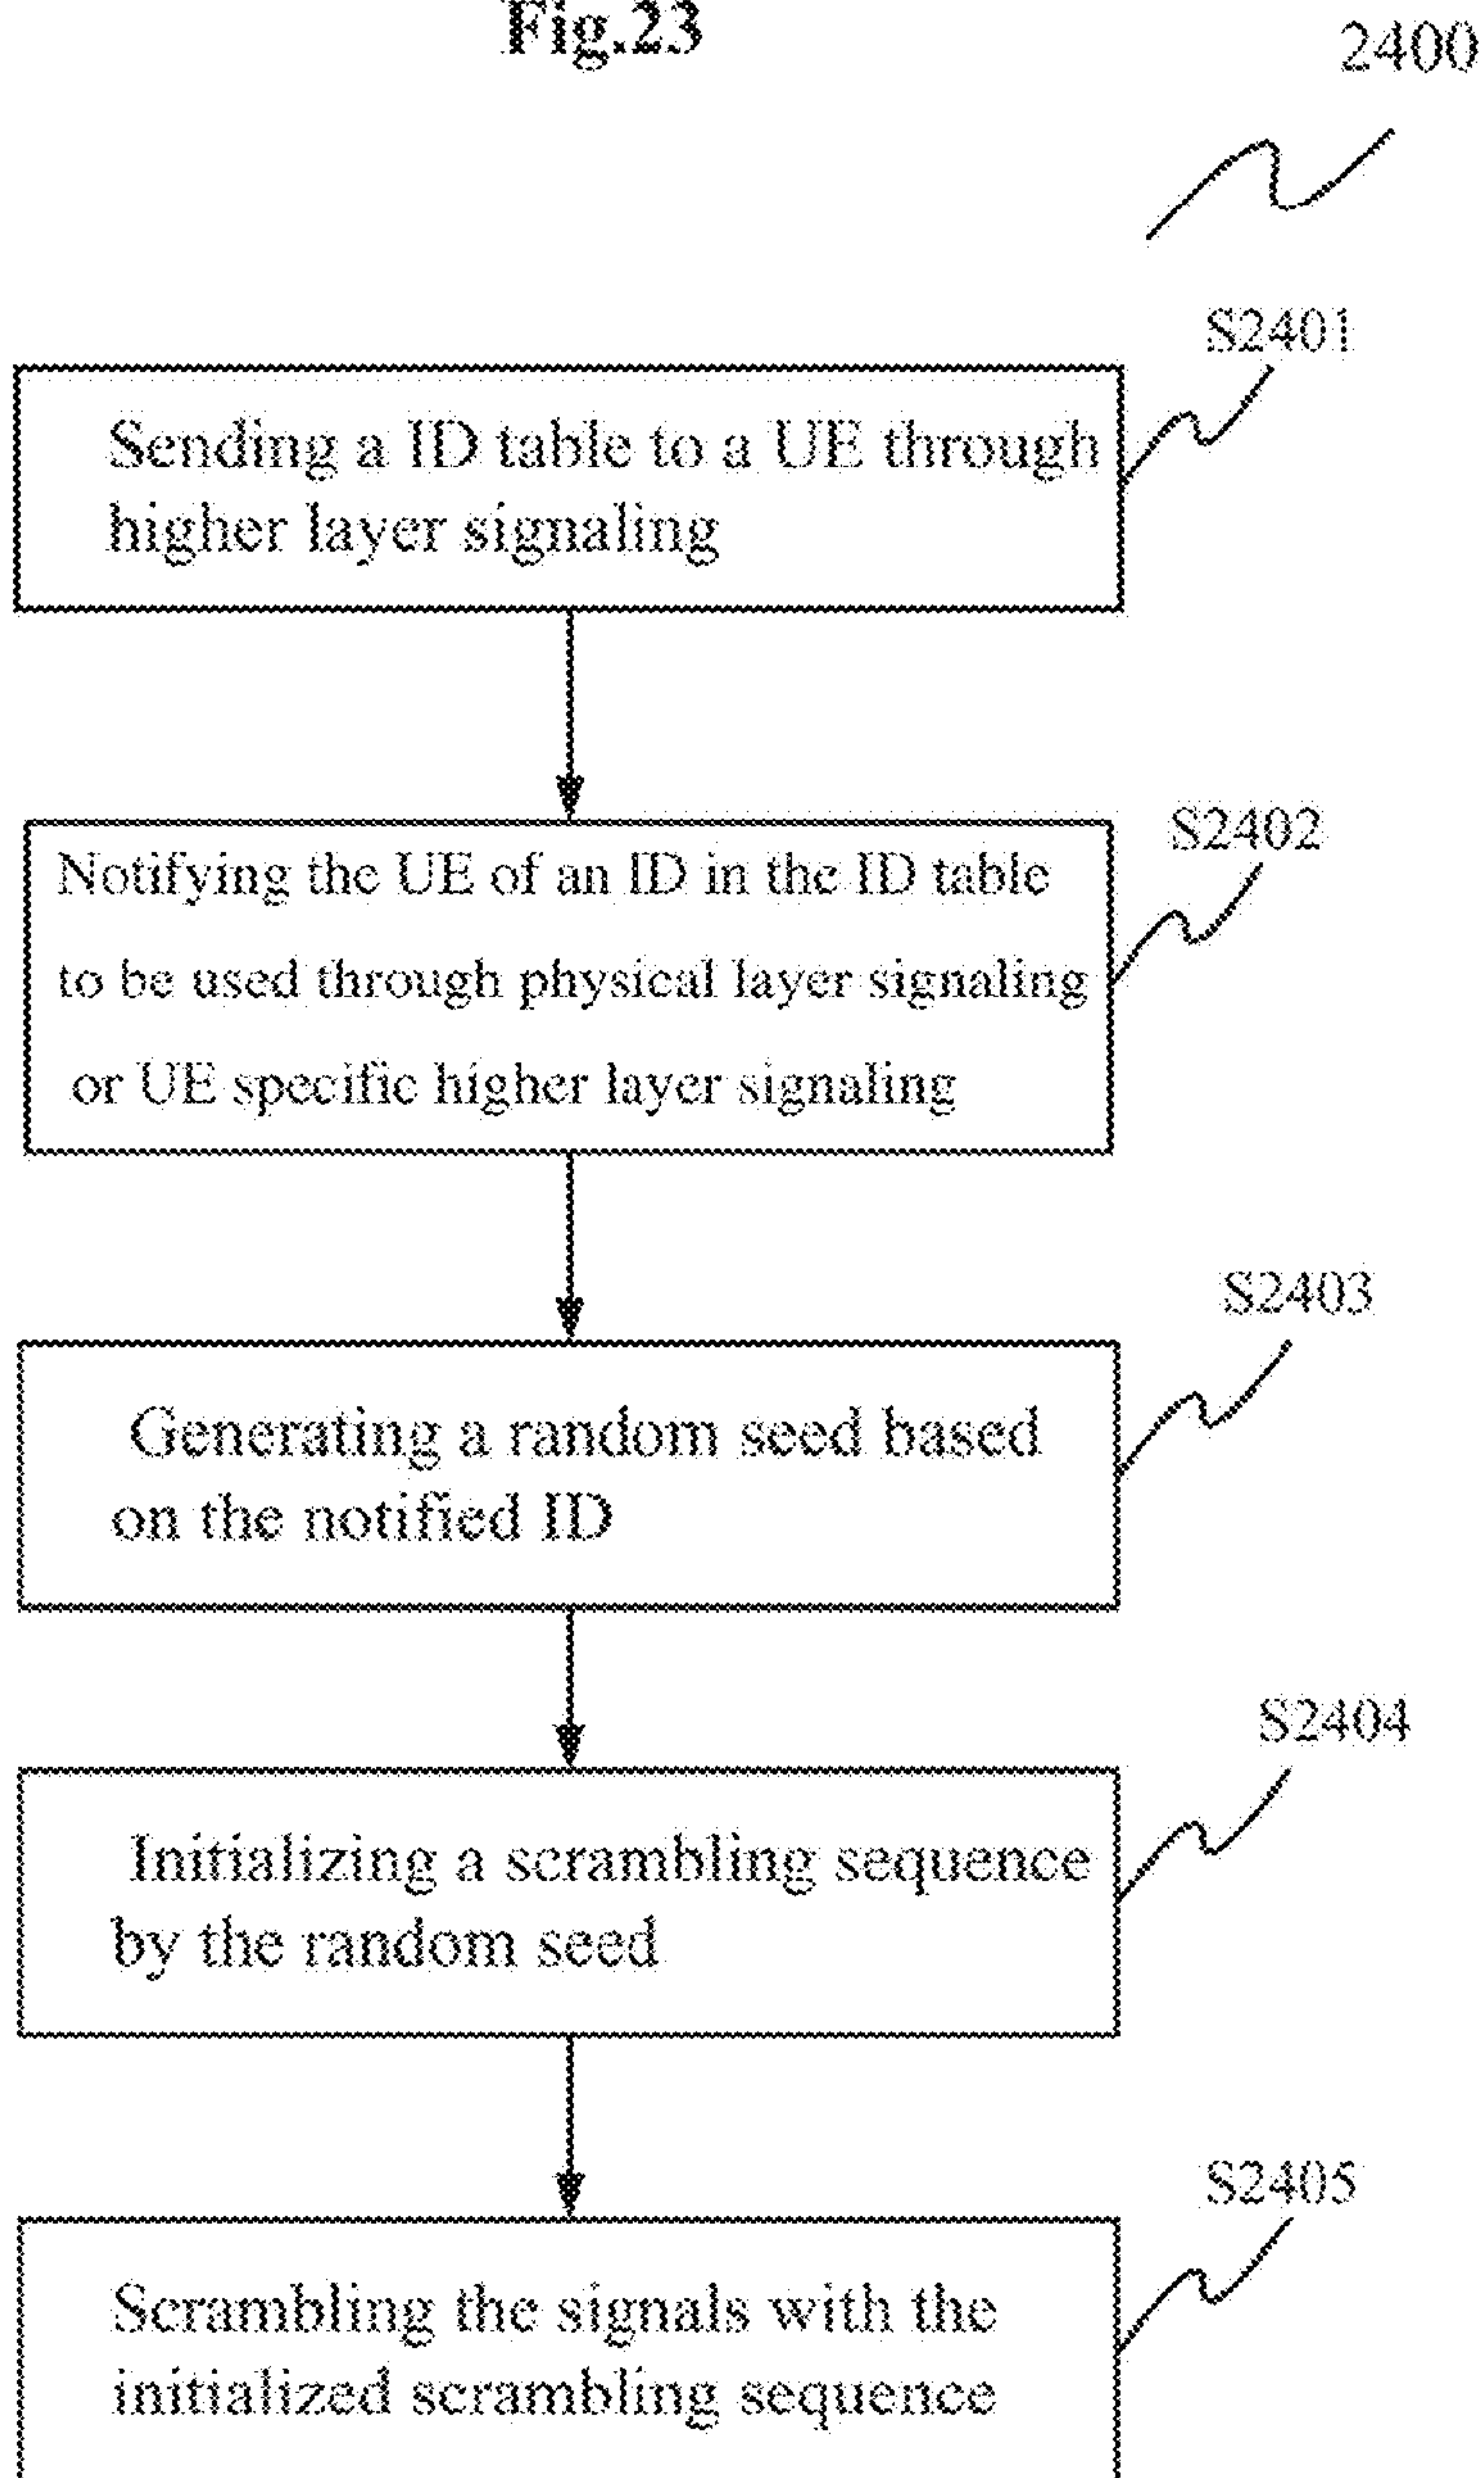 Fig.23
2400
S2401
Sending a ID table to a UE through
higher layer signaling
S2402
Notifying the UE of an ID in the ID table
to be used through physical layer signaling
or UE specific higher layer signaling
S2403
Generating a random seed based
on the notified ID
S2404
Initializing a scrambling sequence
by the random seed
S2405
Scrambling the signals with the
initialized scrambling sequence